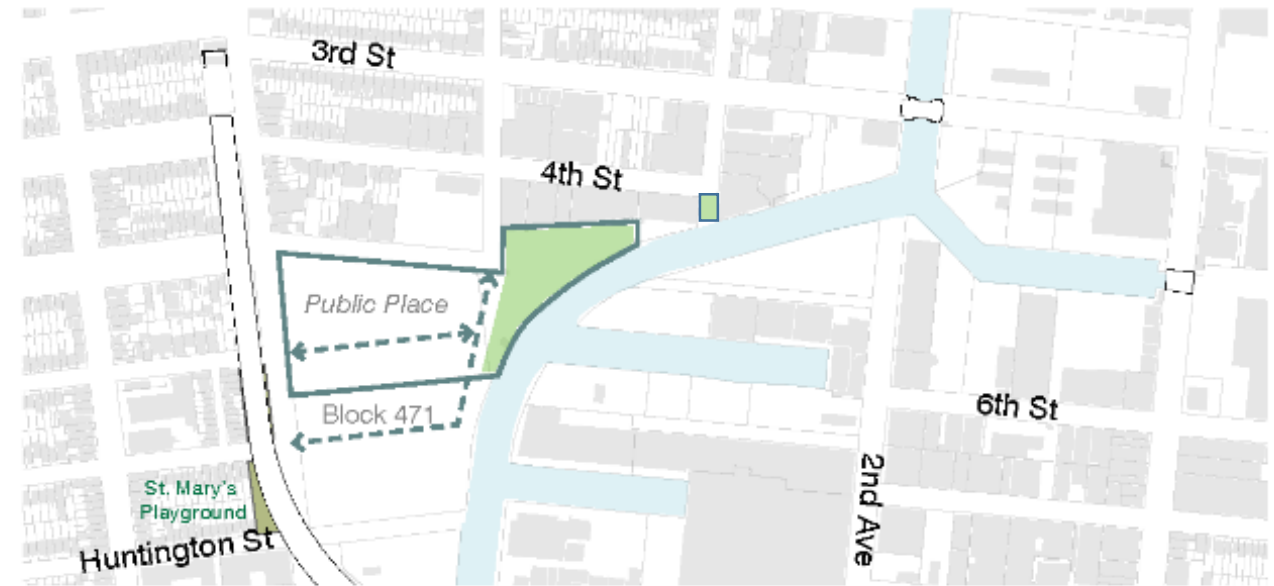 3rd St
4th St
Public Place
Block 471
6th St
St. Mary's
Playground
Huntington St
2nd Ave